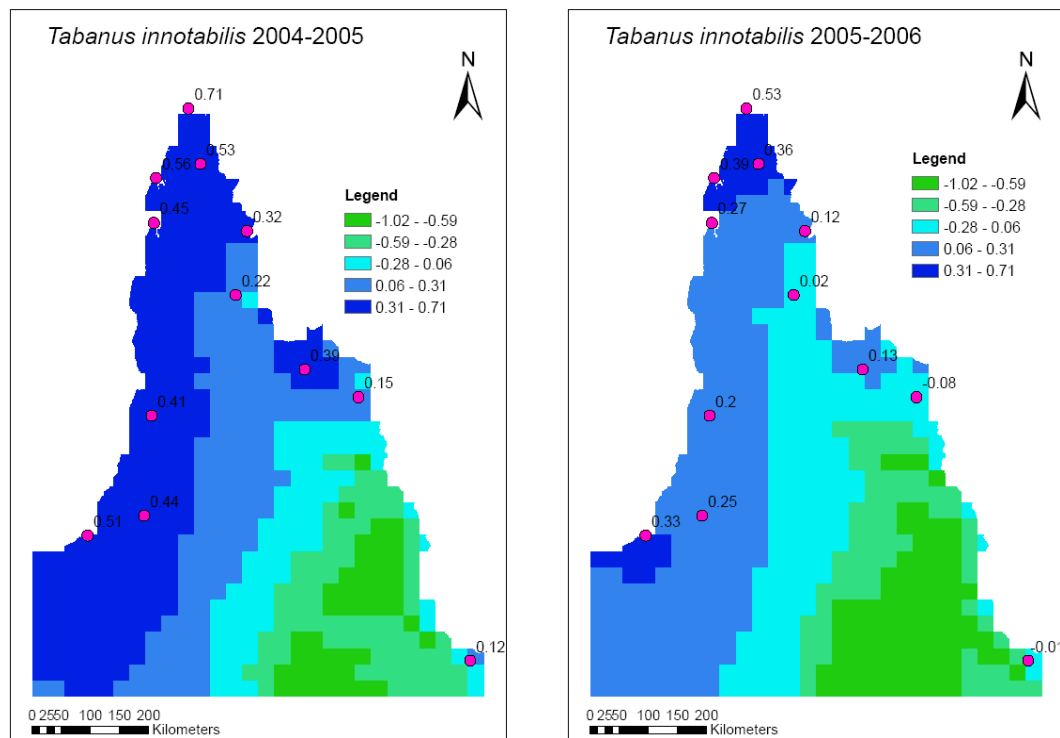 Tabanus innotabilis 2004-2005
N
0.71
0.53
0.56
0.45
0.32
0.22
0.39
0.15
0.41
0.44
0.51
0.12
Legend
-1.02 - -0.59
-0.59 - -0.28
-0.28 - 0.06
0.06 - 0.31
0.31 - 0.71
0 2550 100 150 200
Kilometers
Tabanus innotabilis 2005-2006
N
0.53
0.36
0.39
0.27
0.12
0.02
0.13
-0.08
0.2
0.25
0.33
-0.01
Legend
-1.02 - -0.59
-0.59 - -0.28
-0.28 - 0.06
0.06 - 0.31
0.31 - 0.71
0 2550 100 150 200
Kilometers